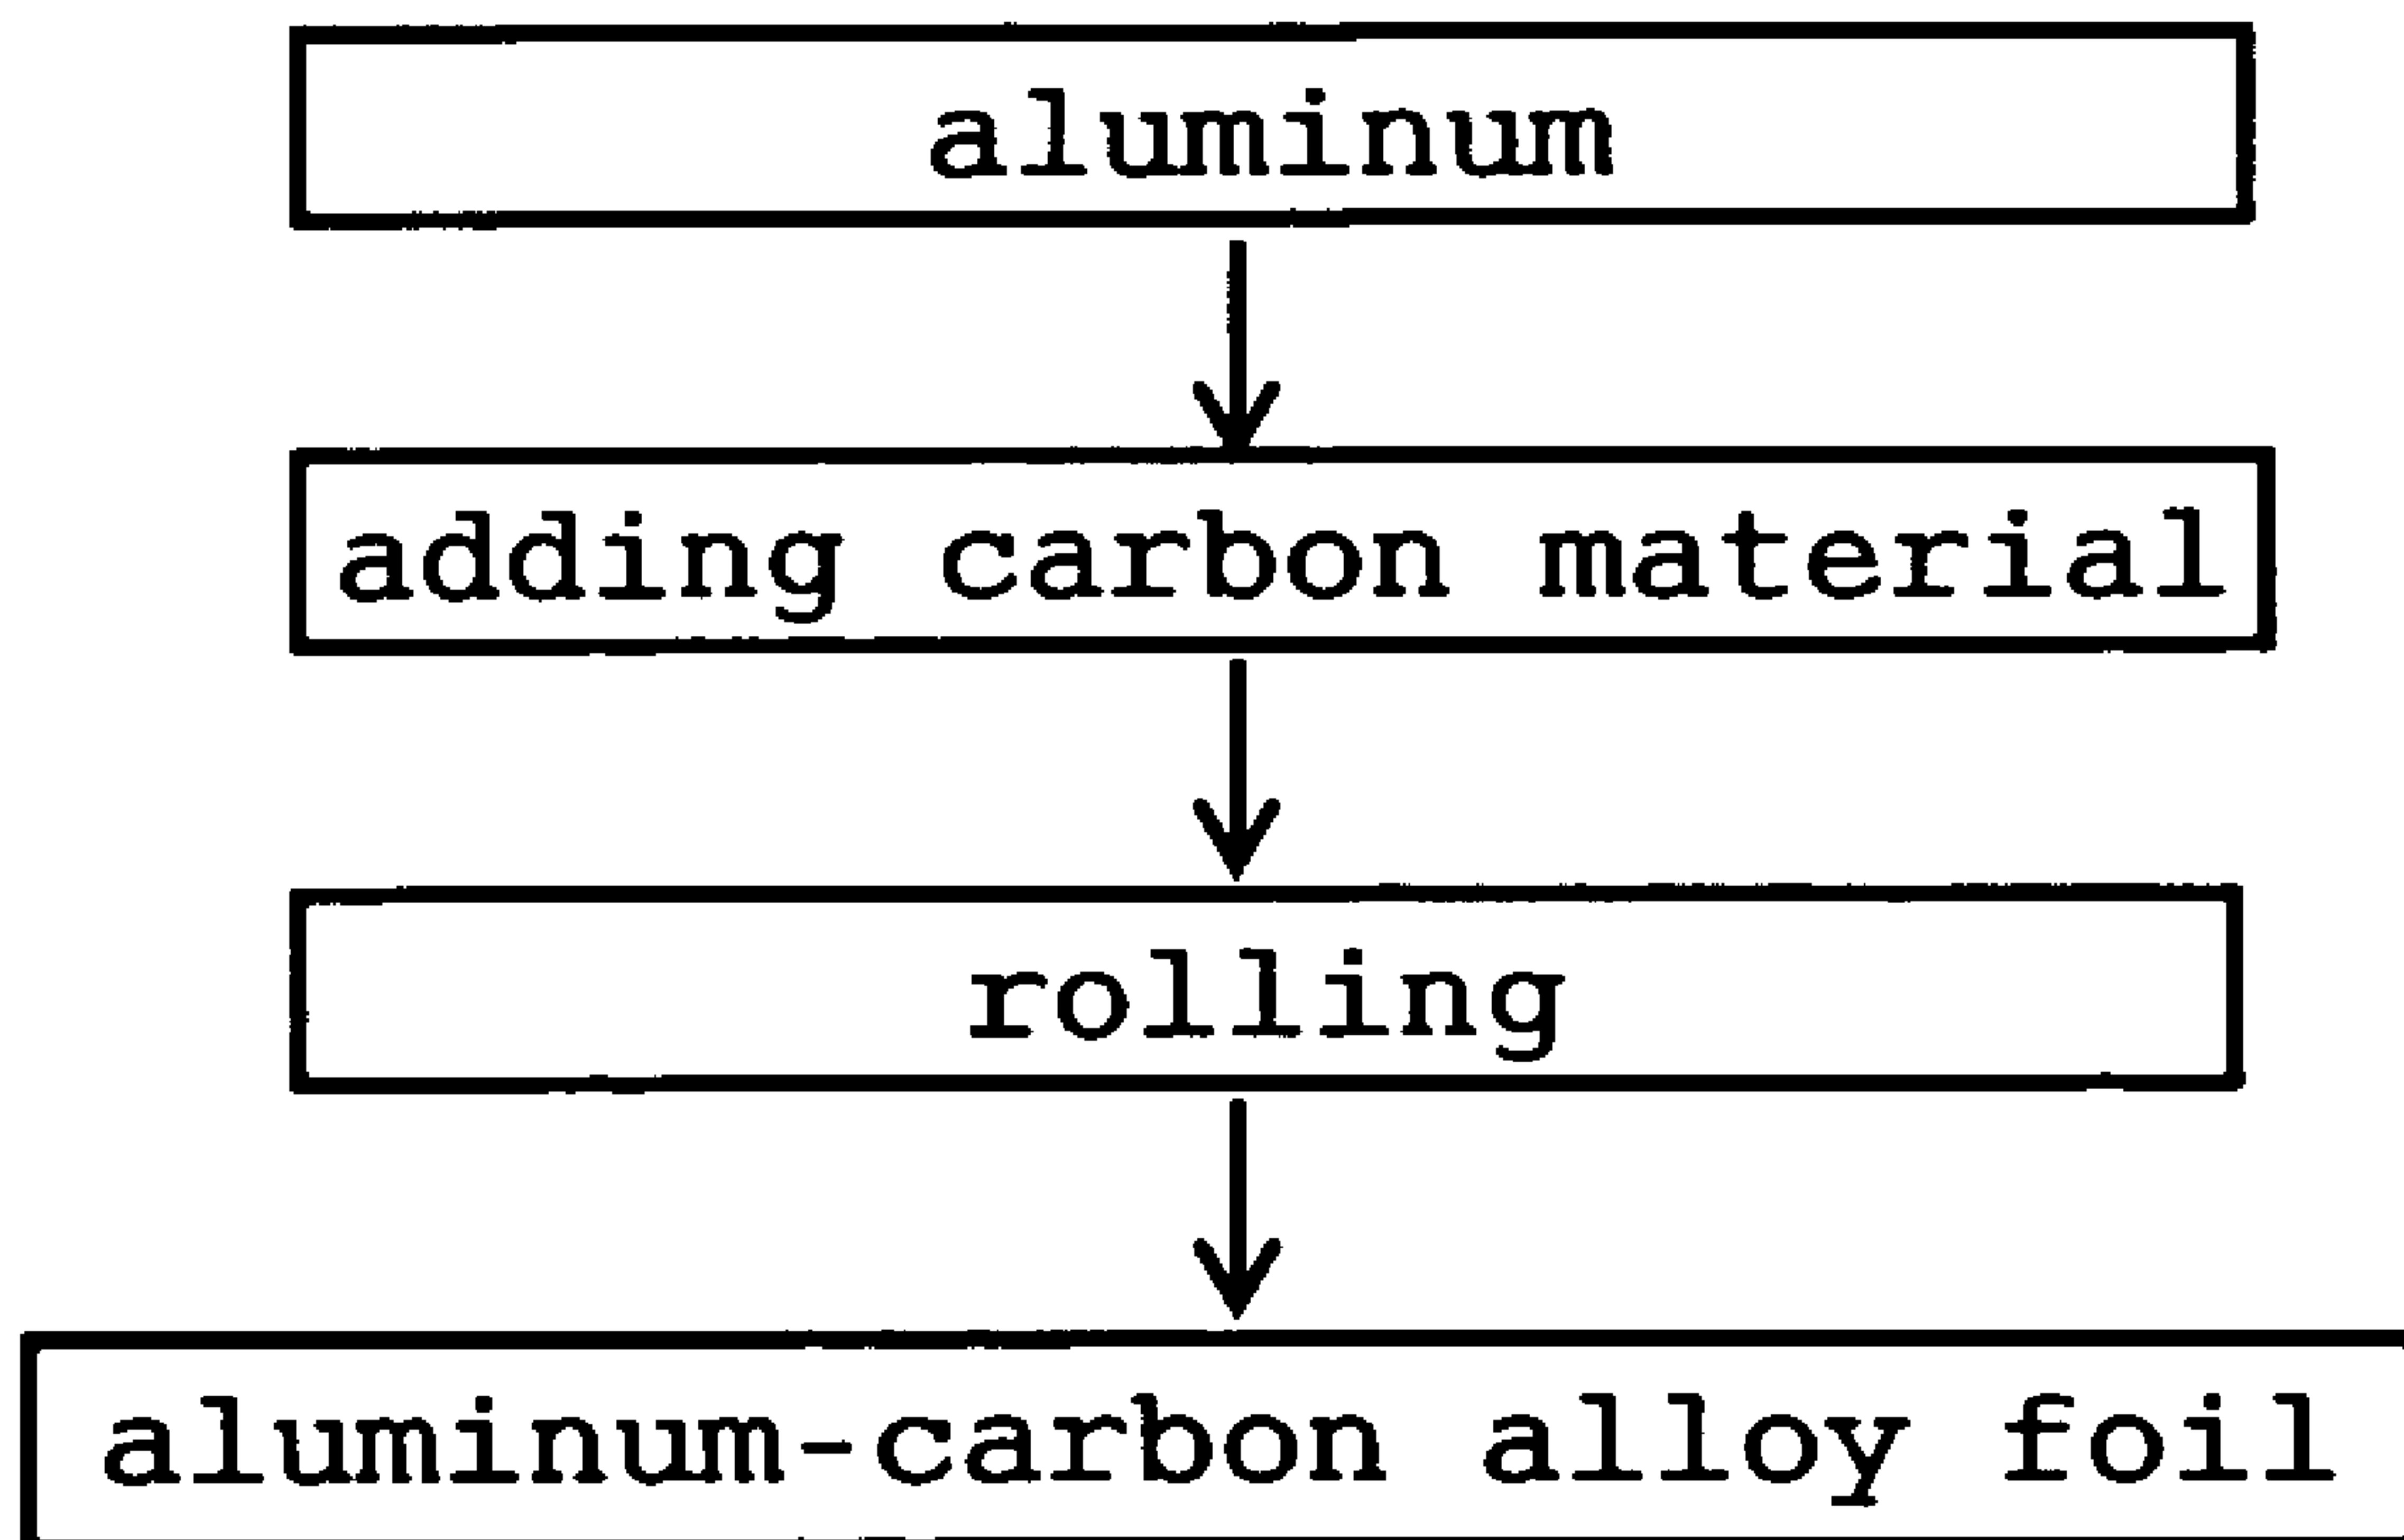 aluminum
adding carbon material
rolling
aluminum-carbon alloy foil